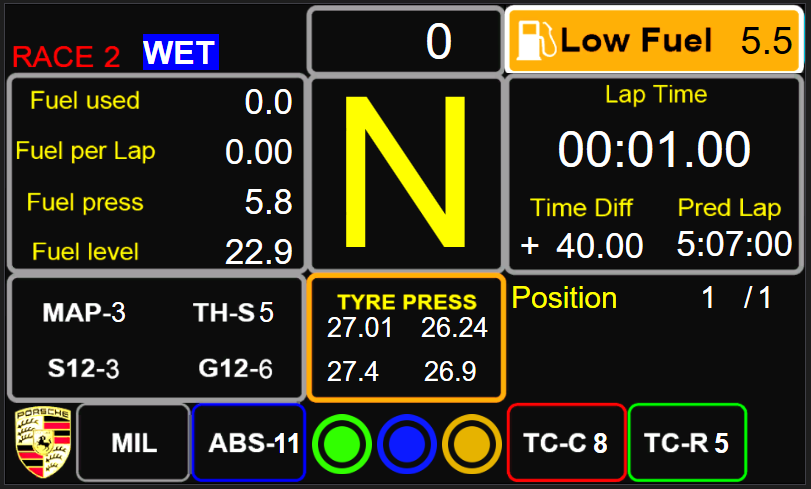 RACE 2 WET
0
Low Fuel 5.5
Fuel used 0.0
Fuel per Lap 0.00
Fuel press 5.8
Fuel level 22.9
N
Lap Time
00:01.00
Time Diff Pred Lap
+ 40.00 5:07:00
MAP-3 TH-S 5
S12-3 G12-6
TYRE PRESS
27.01 26.24
27.4 26.9
Position 1 / 1
PORSCHE
MIL
ABS-11
TC-C 8
TC-R 5